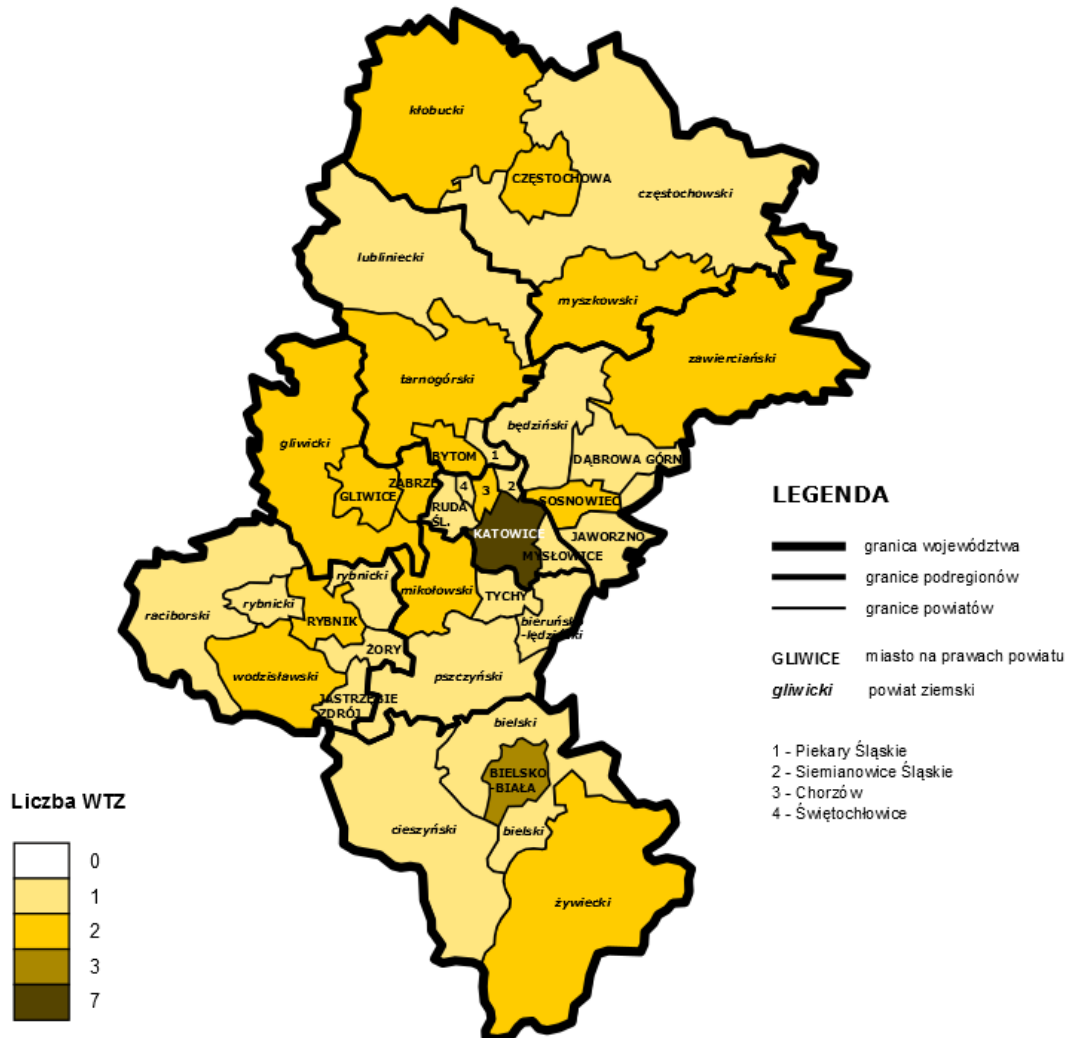 kłobucki
CZĘSTOCHOWA
częstochowski
lubliniecki
myszkowski
zawierciański
tarnogórski
będziński
gliwicki
BYTOM
1
DĄBROWA GÓRN
ZABRZE
GLIWICE
4
3
2
SOSNOWIEC
RUDA
ŚL.
KATOWICE
JAWORZNO
MYSŁOWICE
rybnicki
mikołowski
TYCHY
raciborski
rybnicki
RYBNIK
bieruńsko
-lędziński
ŻORY
wodzisławski
pszczyński
JASTRZĘBIE
ZDRÓJ
bielski
BIELSKO
-BIAŁA
cieszyński
bielski
żywiecki
LEGENDA
granica województwa
granice podregionów
granice powiatów
GLIWICE miasto na prawach powiatu
gliwicki powiat ziemski
1 - Piekary Śląskie
2 - Siemianowice Śląskie
3 - Chorzów
4 - Świętochłowice
Liczba WTZ
0
1
2
3
7